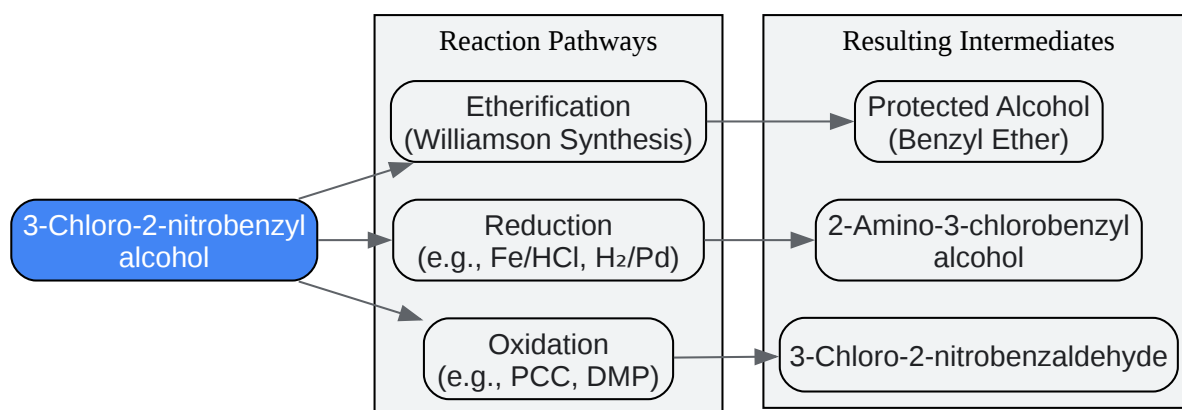 Reaction Pathways
Resulting Intermediates
3-Chloro-2-nitrobenzyl
alcohol
Etherification
(Williamson Synthesis)
Protected Alcohol
(Benzyl Ether)
Reduction
(e.g., Fe/HCl, H₂/Pd)
2-Amino-3-chlorobenzyl
alcohol
Oxidation
(e.g., PCC, DMP)
3-Chloro-2-nitrobenzaldehyde